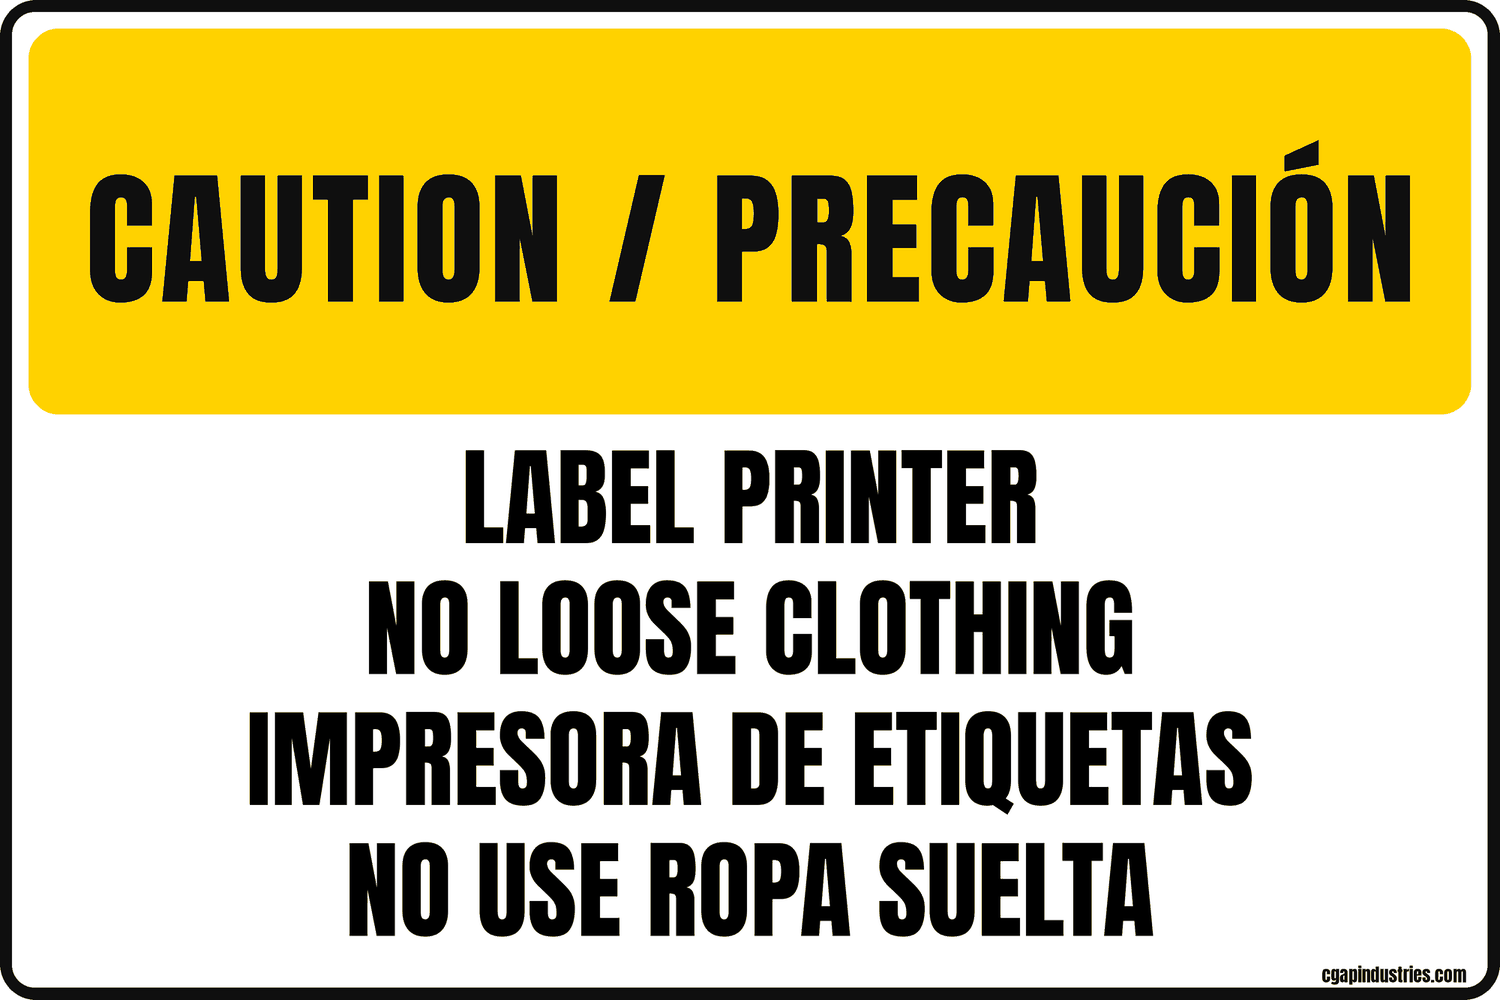 CAUTION / PRECAUCIÓN
LABEL PRINTER
NO LOOSE CLOTHING
IMPRESORA DE ETIQUETAS
NO USE ROPA SUELTA
cgapindustries.com